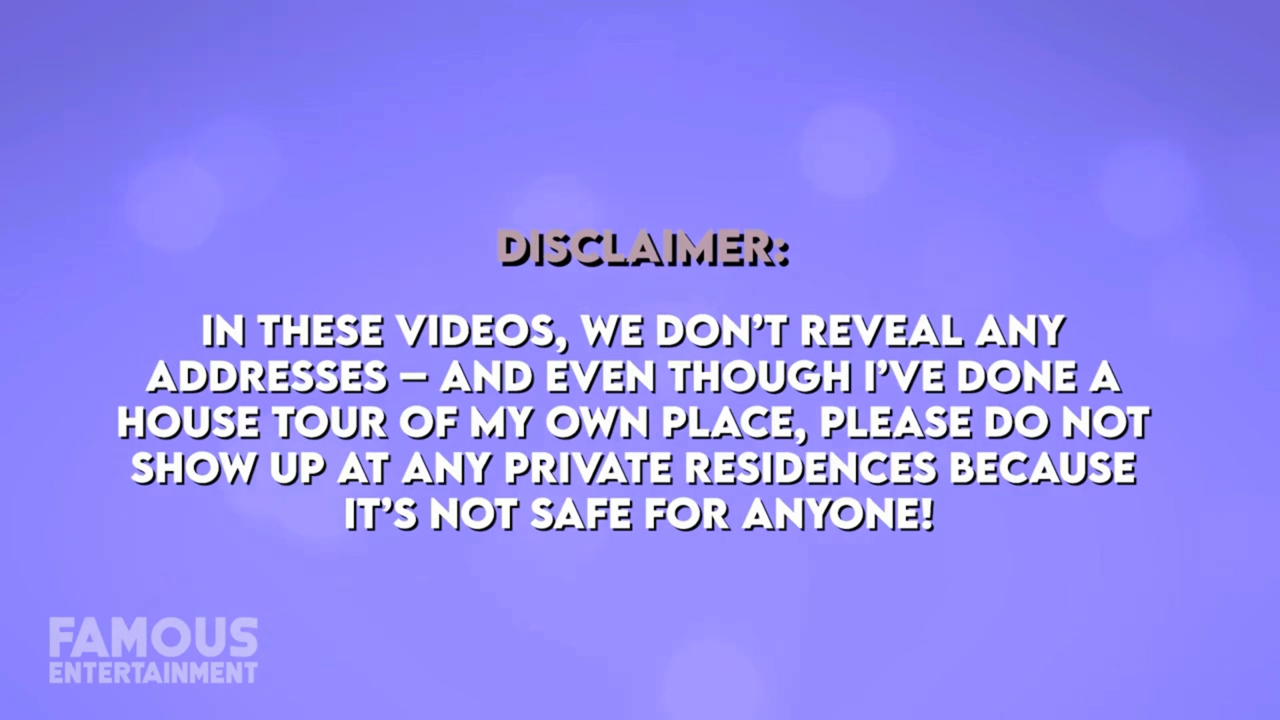 DISCLAIMER:
IN THESE VIDEOS, WE DON'T REVEAL ANY
ADDRESSES – AND EVEN THOUGH I'VE DONE A
HOUSE TOUR OF MY OWN PLACE, PLEASE DO NOT
SHOW UP AT ANY PRIVATE RESIDENCES BECAUSE
IT'S NOT SAFE FOR ANYONE!
FAMOUS
ENTERTAINMENT